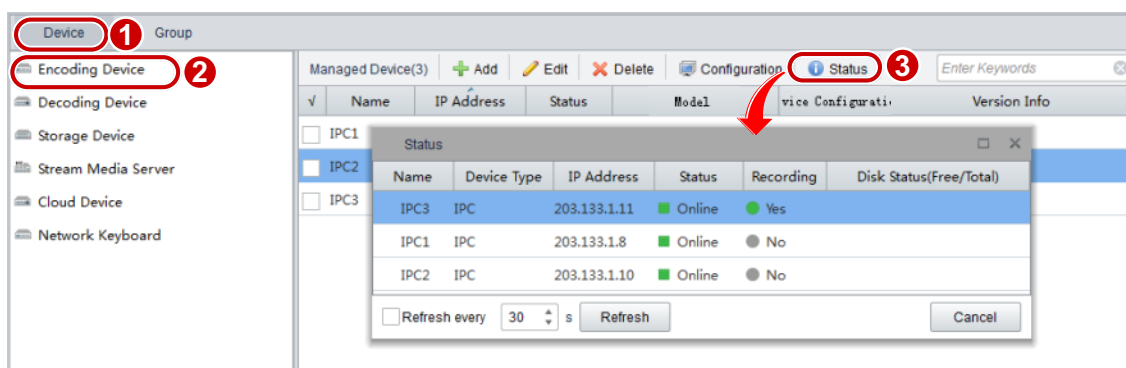 Device 1 Group
Encoding Device 2
Decoding Device
Storage Device
Stream Media Server
Cloud Device
Network Keyboard
Managed Device(3) Add Edit Delete Configuration Status 3 Enter Keywords
√ Name IP Address Status Model vice Configurati Version Info
IPC1
IPC2
IPC3
Status
Name Device Type IP Address Status Recording Disk Status(Free/Total)
IPC3 IPC 203.133.1.11 Online Yes
IPC1 IPC 203.133.1.8 Online No
IPC2 IPC 203.133.1.10 Online No
Refresh every 30 s Refresh Cancel